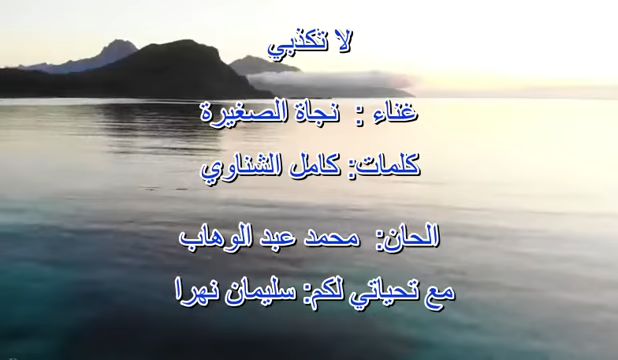 لا تكذبي
غناء : نجاة الصغيرة
كلمات: كامل الشناوي
الحان: محمد عبد الوهاب
مع تحياتي لكم: سليمان نهرا